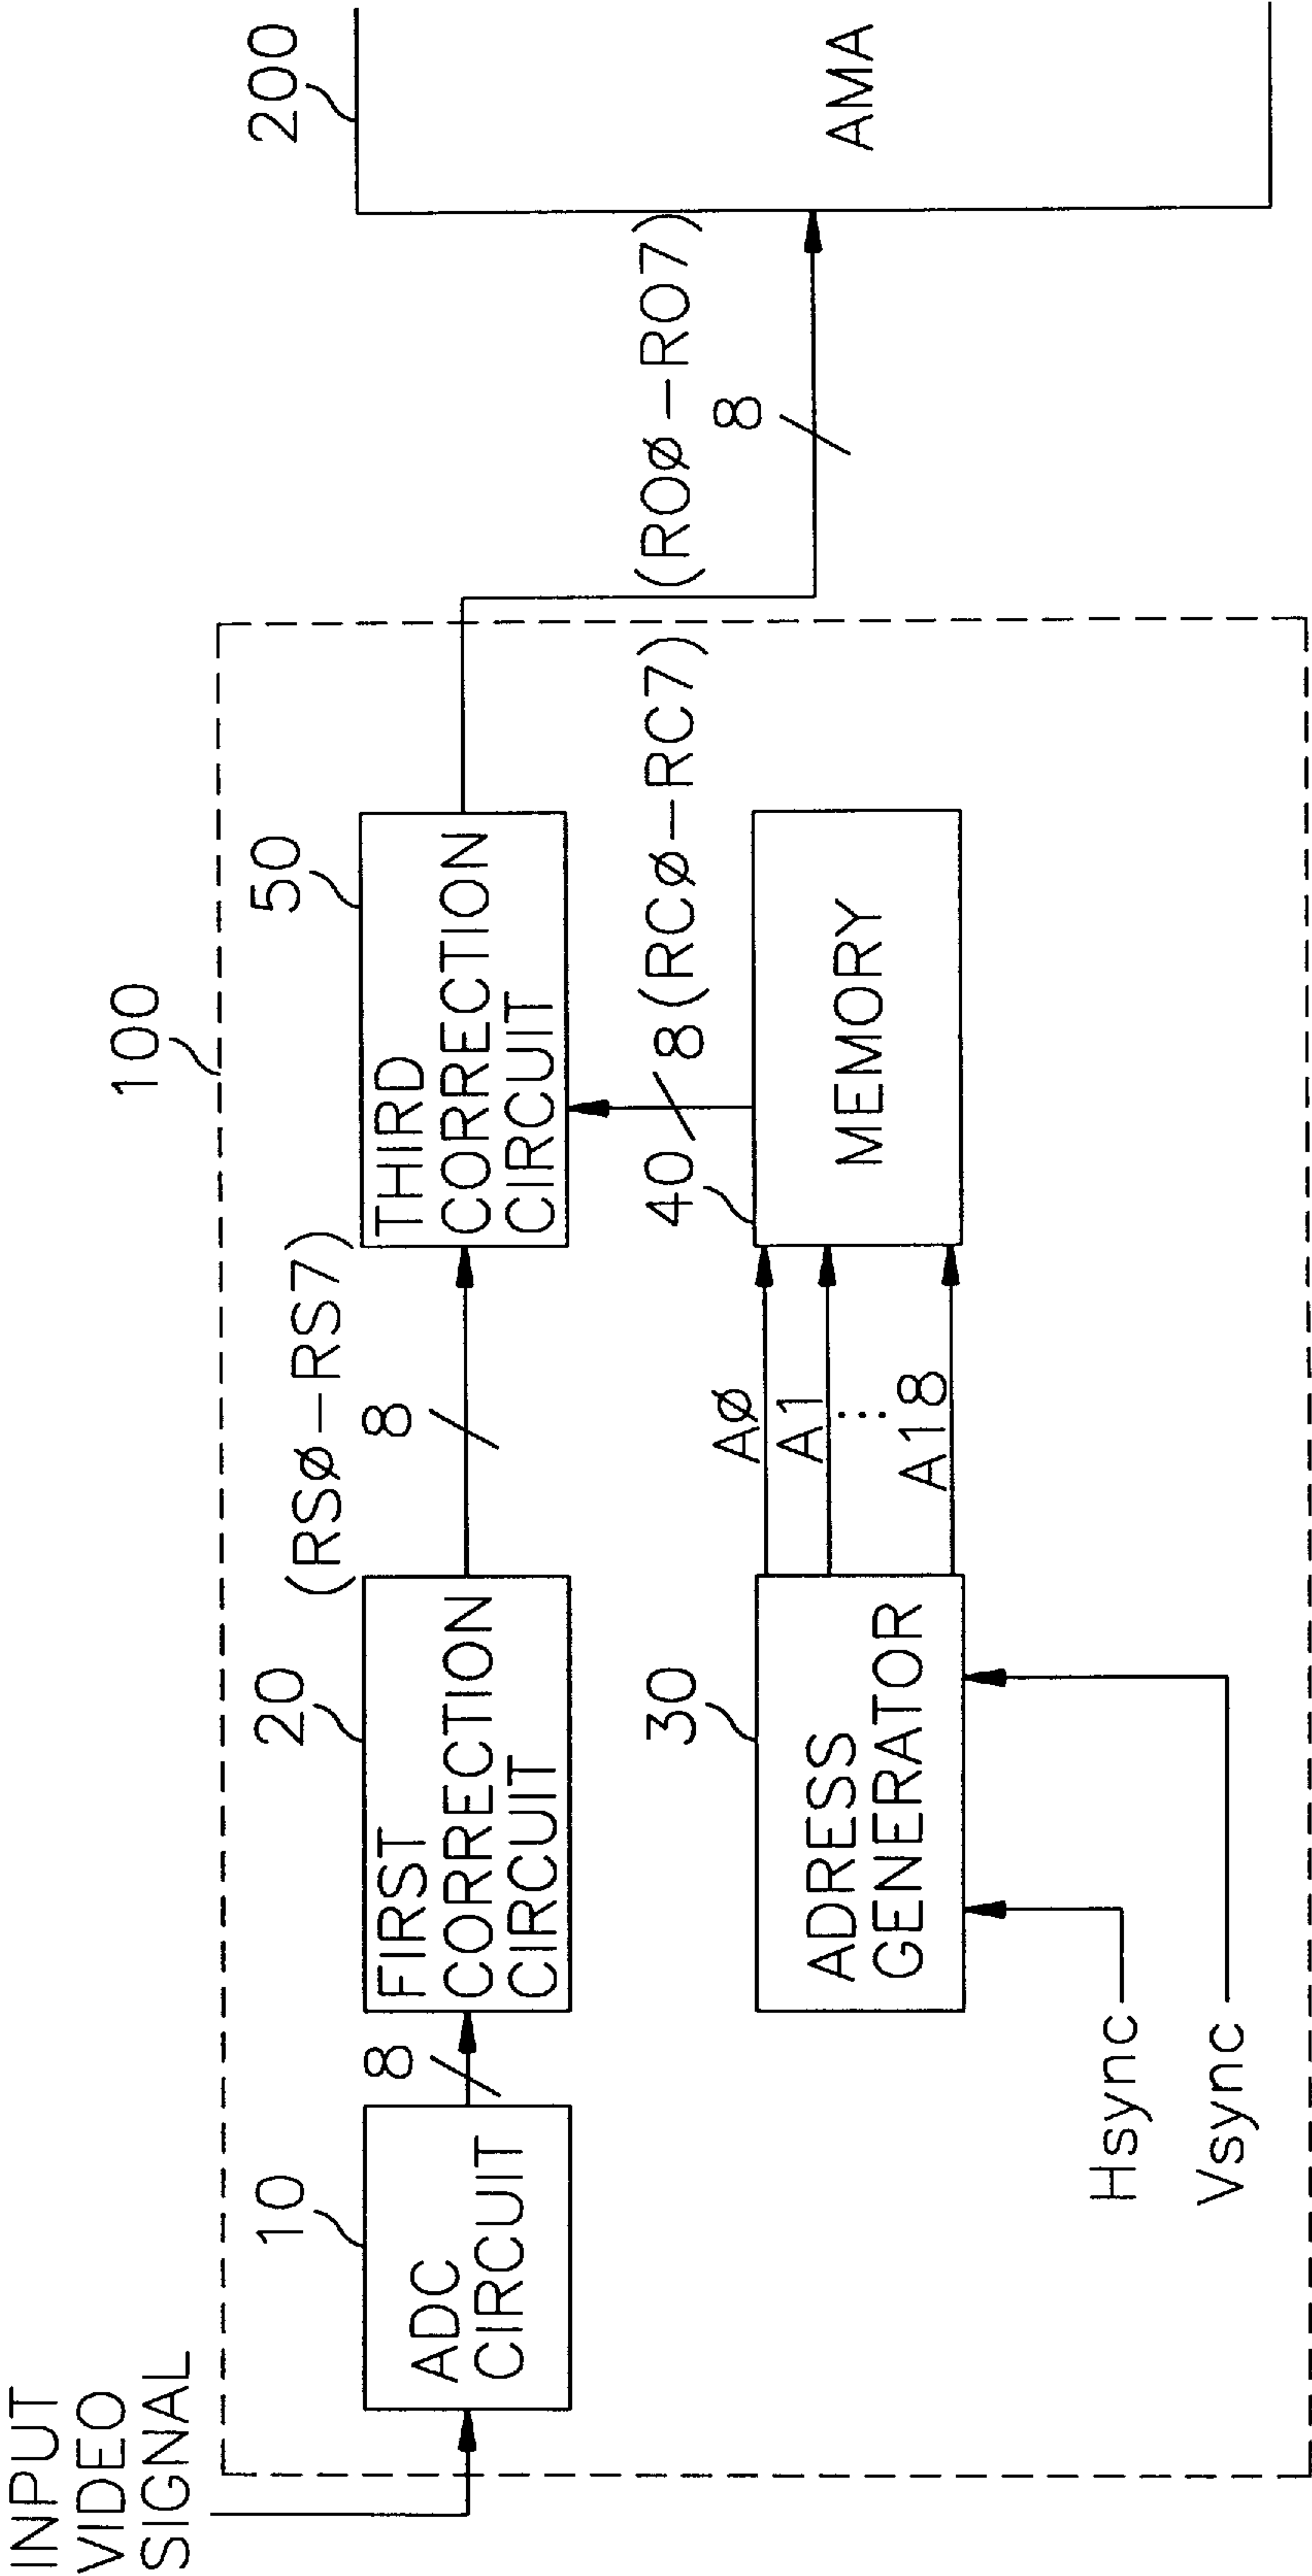 INPUT
VIDEO
SIGNAL
100
10
ADC
CIRCUIT
8
20
FIRST
CORRECTION
CIRCUIT
(RSØ-RS7)
8
50
THIRD
CORRECTION
CIRCUIT
30
ADRESS
GENERATOR
Hsync
Vsync
AØ
A1
⋮
A18
40
MEMORY
8(RCØ-RC7)
(ROØ-RO7)
8
200
AMA